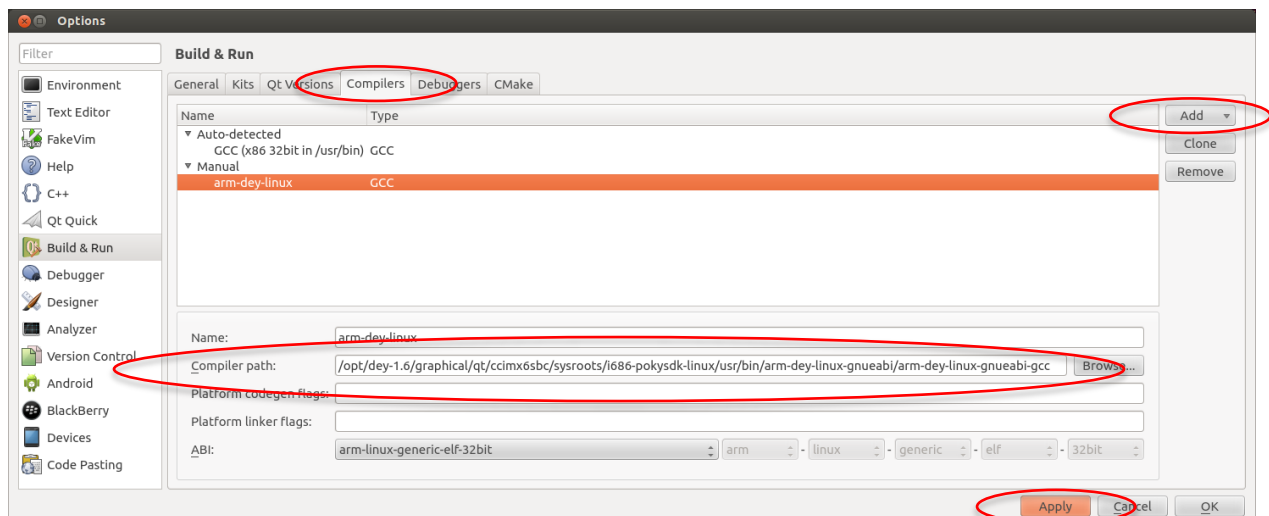 Options
Filter
Build & Run
Environment
Text Editor
FakeVim
Help
C++
Qt Quick
Build & Run
Debugger
Designer
Analyzer
Version Control
Android
BlackBerry
Devices
Code Pasting
General Kits Qt Versions Compilers Debuggers CMake
Name Type
Auto-detected
GCC (x86 32bit in /usr/bin) GCC
Manual
arm-dey-linux GCC
Add
Clone
Remove
Name: arm-dey-linux
Compiler path: /opt/dey-1.6/graphical/qt/ccimx6sbc/sysroots/i686-pokysdk-linux/usr/bin/arm-dey-linux-gnueabi/arm-dey-linux-gnueabi-gcc Browse...
Platform codegen flags:
Platform linker flags:
ABI: arm-linux-generic-elf-32bit arm - linux - generic - elf - 32bit
Apply Cancel OK